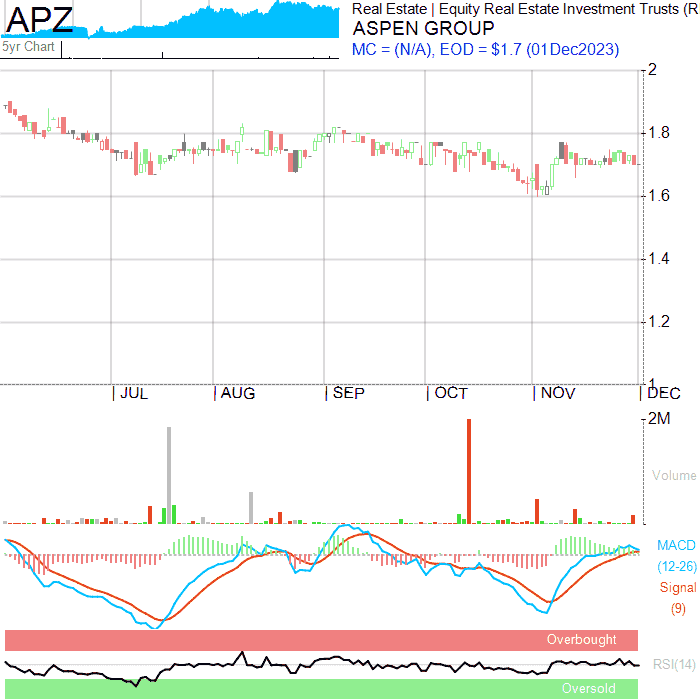 APZ
Real Estate | Equity Real Estate Investment Trusts (R
ASPEN GROUP
5yr Chart
MC = (N/A), EOD = $1.7 (01Dec2023)
2
1.8
1.6
1.4
1.2
1
JUL AUG SEP OCT NOV DEC
2M
Volume
MACD
(12-26)
Signal
(9)
Overbought
RSI(14)
Oversold